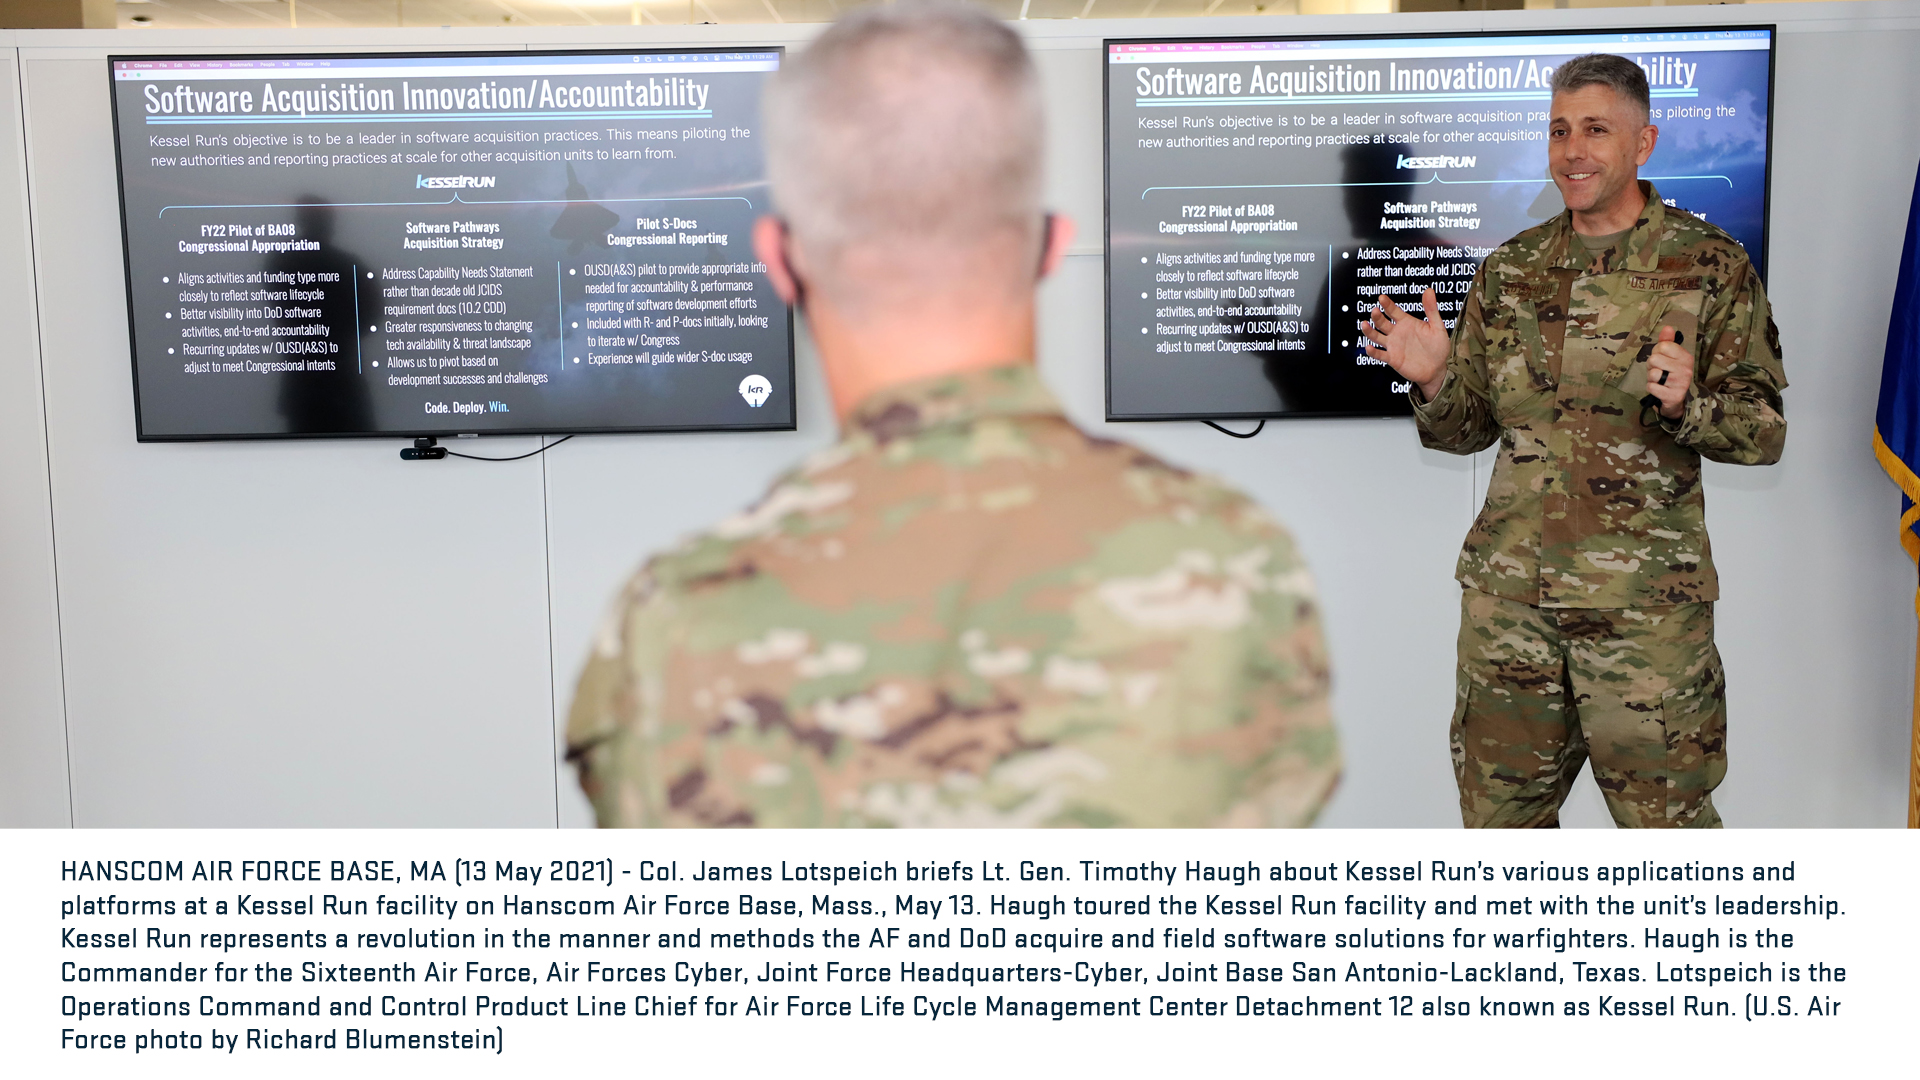 Software Acquisition Innovation/Accountability
Kessel Run's objective is to be a leader in software acquisition practices. This means piloting the
new authorities and reporting practices at scale for other acquisition units to learn from.
KESSELRUN
FY22 Pilot of BA08
Congressional Appropriation
Aligns activities and funding type more
closely to reflect software lifecycle
Better visibility into DoD software
activities, end-to-end accountability
Recurring updates w/ OUSD(A&S) to
adjust to meet Congressional intents
Software Pathways
Acquisition Strategy
Address Capability Needs Statement
rather than decade old JCIDS
requirement docs (10.2 CDD)
Greater responsiveness to changing
tech availability & threat landscape
Allows us to pivot based on
development successes and challenges
Pilot S-Docs
Congressional Reporting
OUSD(A&S) pilot to provide appropriate info
needed for accountability & performance
reporting of software development efforts
Included with R- and P-docs initially, looking
to iterate w/ Congress
Experience will guide wider S-doc usage
Code. Deploy. Win.
KR
Software Acquisition Innovation/
Kessel Run's objective is to be a leader in software acquisition piloting the
new authorities and reporting practices at scale for other acquisition
KESSELRUN
FY22 Pilot of BA08
Congressional Appropriation
Aligns activities and funding type more
closely to reflect software lifecycle
Better visibility into DoD software
activities, end-to-end accountability
Recurring updates w/ OUSD(A&S) to
adjust to meet Congressional intents
Software Pathways
Acquisition Strategy
Address Capability Needs
rather than decade old JCIDS
requirement docs (10.2
U.S. AIR FORCE
HANSCOM AIR FORCE BASE, MA (13 May 2021) - Col. James Lotspeich briefs Lt. Gen. Timothy Haugh about Kessel Run's various applications and
platforms at a Kessel Run facility on Hanscom Air Force Base, Mass., May 13. Haugh toured the Kessel Run facility and met with the unit's leadership.
Kessel Run represents a revolution in the manner and methods the AF and DoD acquire and field software solutions for warfighters. Haugh is the
Commander for the Sixteenth Air Force, Air Forces Cyber, Joint Force Headquarters-Cyber, Joint Base San Antonio-Lackland, Texas. Lotspeich is the
Operations Command and Control Product Line Chief for Air Force Life Cycle Management Center Detachment 12 also known as Kessel Run. (U.S. Air
Force photo by Richard Blumenstein)